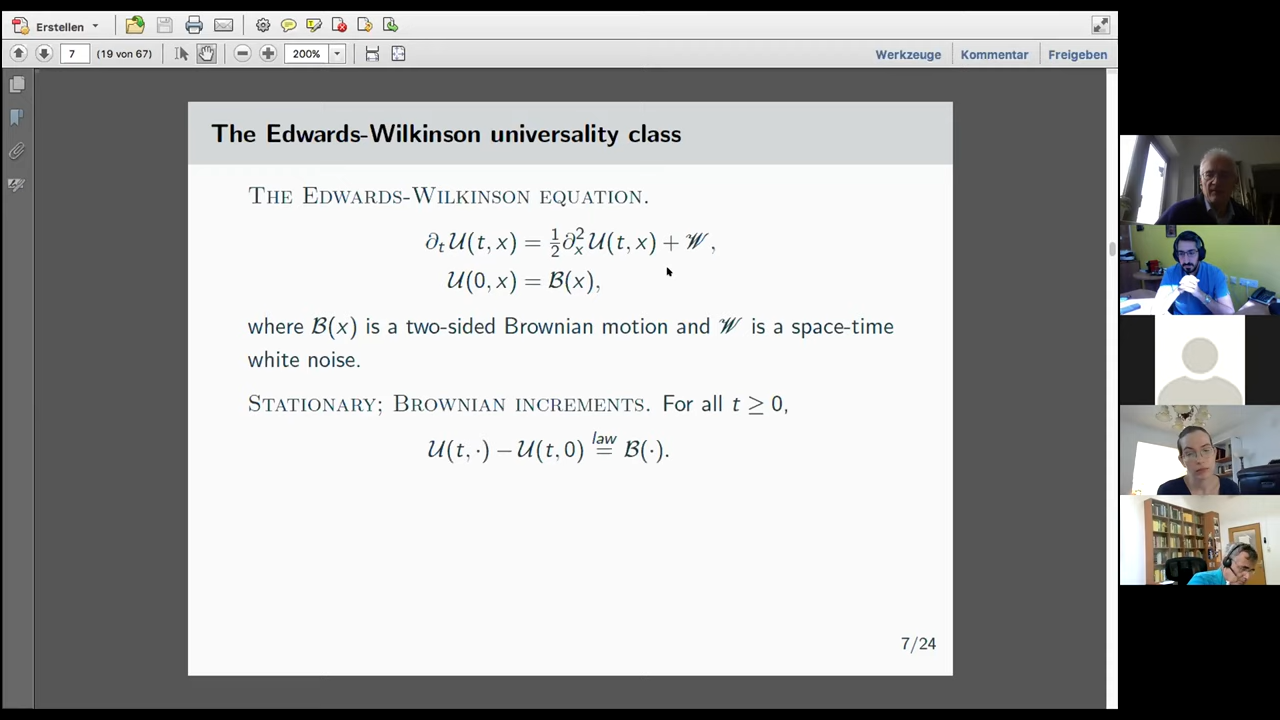 Erstellen
7 (19 von 67) 200% Werkzeuge Kommentar Freigeben
The Edwards-Wilkinson universality class
The Edwards-Wilkinson equation.
∂ₜ𝒰(t, x) = ½∂ₓ²𝒰(t, x) + 𝒲,
𝒰(0, x) = ℬ(x),
where ℬ(x) is a two-sided Brownian motion and 𝒲 is a space-time
white noise.
Stationary; Brownian increments. For all t ≥ 0,
𝒰(t, ·) − 𝒰(t, 0) law= ℬ(·).
7/24